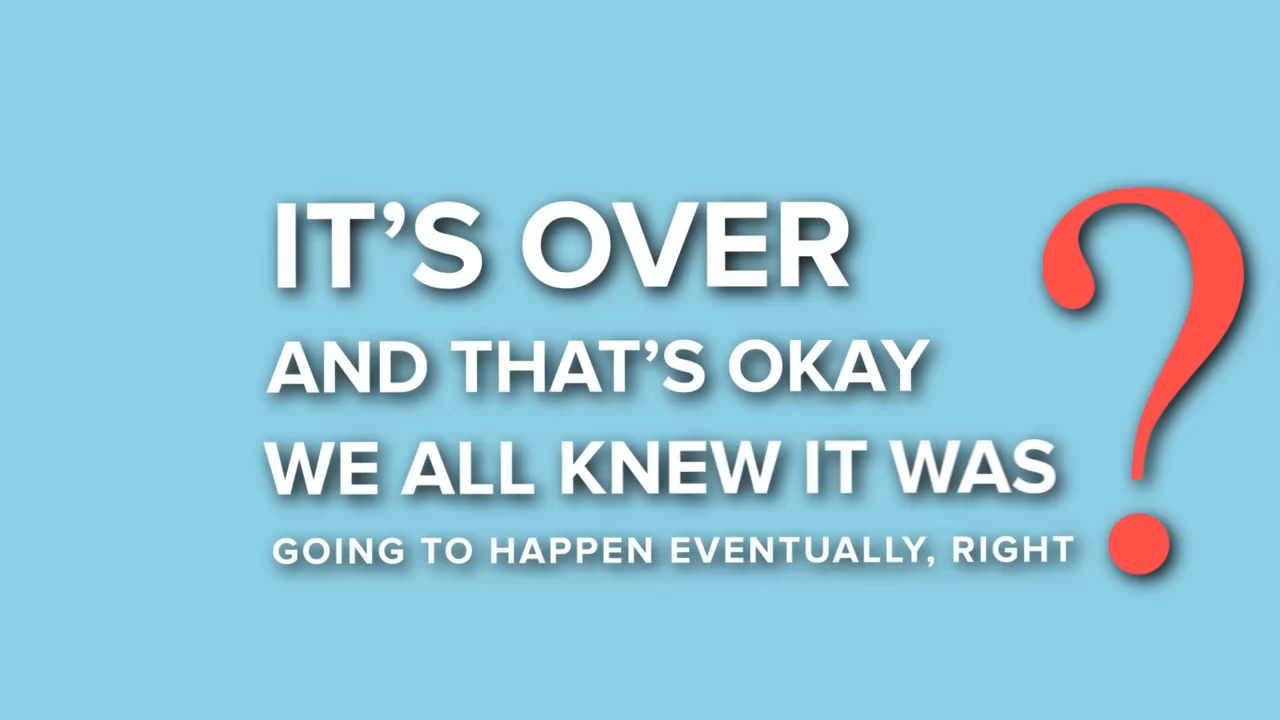 IT’S OVER
AND THAT’S OKAY
WE ALL KNEW IT WAS
GOING TO HAPPEN EVENTUALLY, RIGHT?